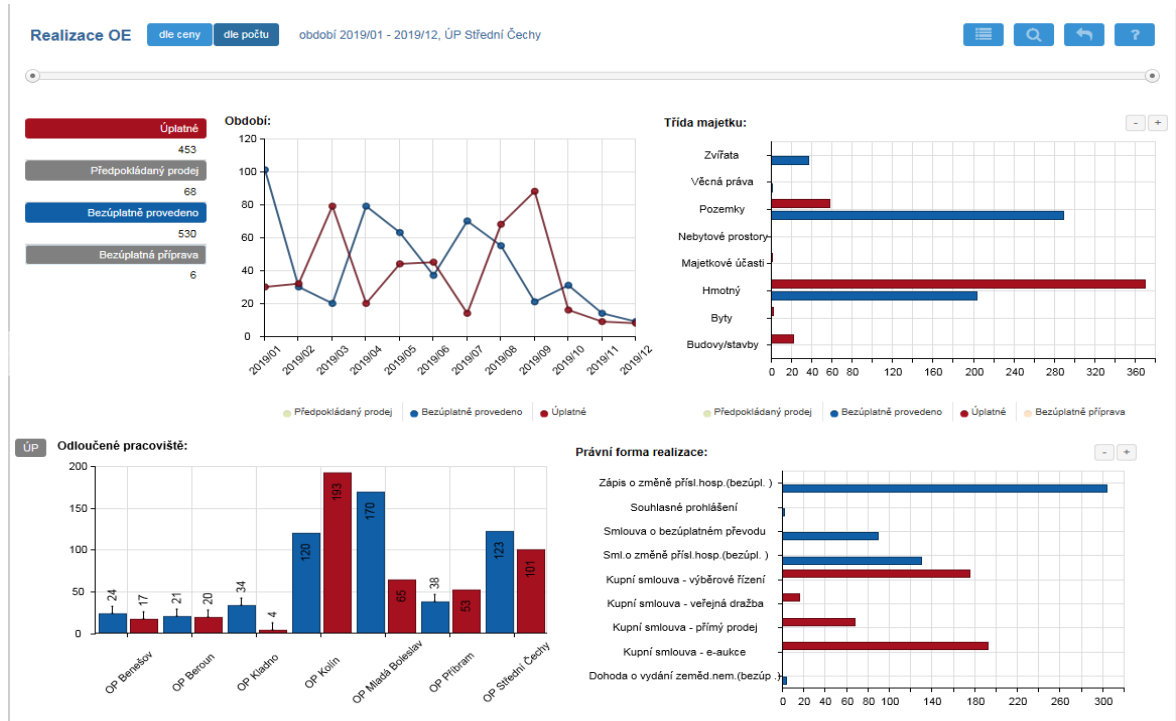 Realizace OE dle ceny dle počtu období 2019/01 - 2019/12, ÚP Střední Čechy ?
Úplatné
453
Předpokládaný prodej
68
Bezúplatně provedeno
530
Bezúplatná příprava
6
Období:
120
100
80
60
40
20
0
2019/01 2019/02 2019/03 2019/04 2019/05 2019/06 2019/07 2019/08 2019/09 2019/10 2019/11 2019/12
Předpokládaný prodej Bezúplatně provedeno Úplatné
Třída majetku: - +
Zvířata
Věcná práva
Pozemky
Nebytové prostory
Majetkové účasti
Hmotný
Byty
Budovy/stavby
0 20 40 60 80 120 160 200 240 280 320 360
Předpokládaný prodej Bezúplatně provedeno Úplatné Bezúplatně příprava
ÚP Odloučené pracoviště:
200
150
100
50
0
24 17 21 20 34 4 120 193 170 65 38 53 123 101
OP Benešov OP Beroun OP Kladno OP Kolín OP Mladá Boleslav OP Příbram OP Střední Čechy
Právní forma realizace: - +
Zápis o změně přísl.hosp.(bezúpl. )
Souhlasné prohlášení
Smlouva o bezúplatném převodu
Sml.o změně přísl.hosp.(bezúpl. )
Kupní smlouva - výběrové řízení
Kupní smlouva - veřejná dražba
Kupní smlouva - přímý prodej
Kupní smlouva - e-aukce
Dohoda o vydání zeměd.nem.(bezúp .)
0 20 40 60 80 100 140 180 220 260 300